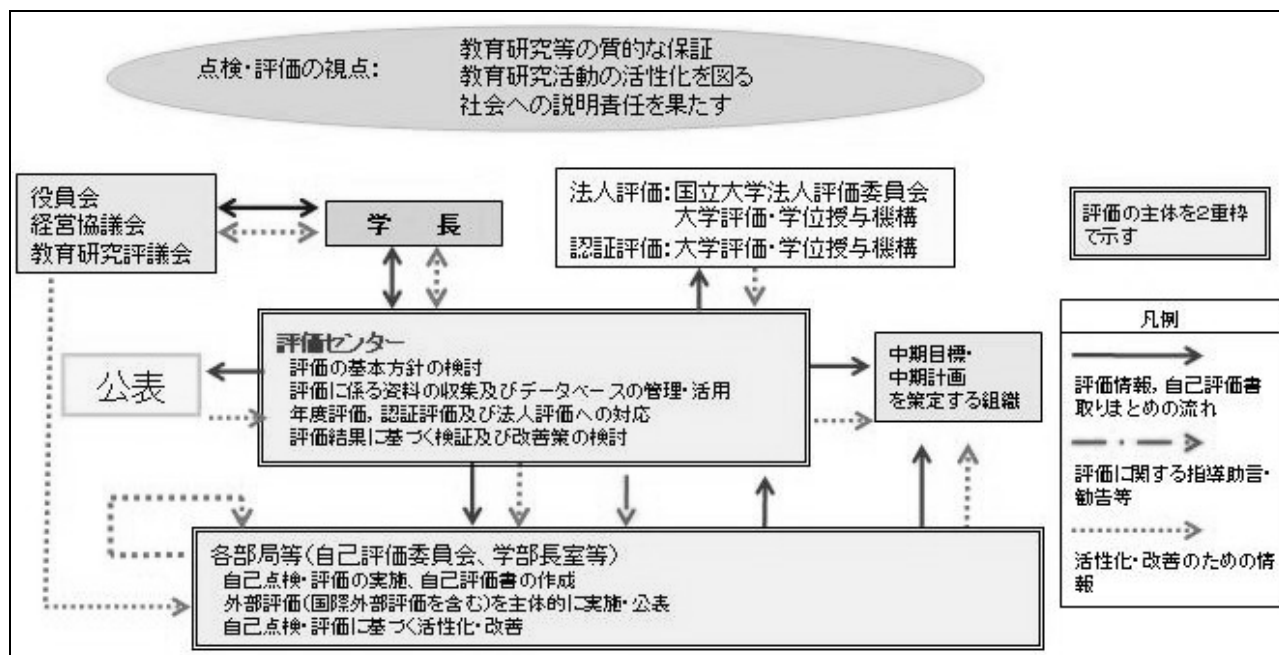 点検・評価の視点:
教育研究等の質的な保証
教育研究活動の活性化を図る
社会への説明責任を果たす
役員会
経営協議会
教育研究評議会
学 長
法人評価:国立大学法人評価委員会
大学評価・学位授与機構
認証評価:大学評価・学位授与機構
評価の主体を2重枠
で示す
評価センター
評価の基本方針の検討
評価に係る資料の収集及びデータベースの管理・活用
年度評価, 認証評価及び法人評価への対応
評価結果に基づく検証及び改善策の検討
公表
中期目標・
中期計画
を策定する組織
凡例
評価情報, 自己評価書
取りまとめの流れ
評価に関する指導助言・
勧告等
活性化・改善のための情
報
各部局等(自己評価委員会、学部長室等)
自己点検・評価の実施、自己評価書の作成
外部評価(国際外部評価を含む)を主体的に実施・公表
自己点検・評価に基づく活性化・改善